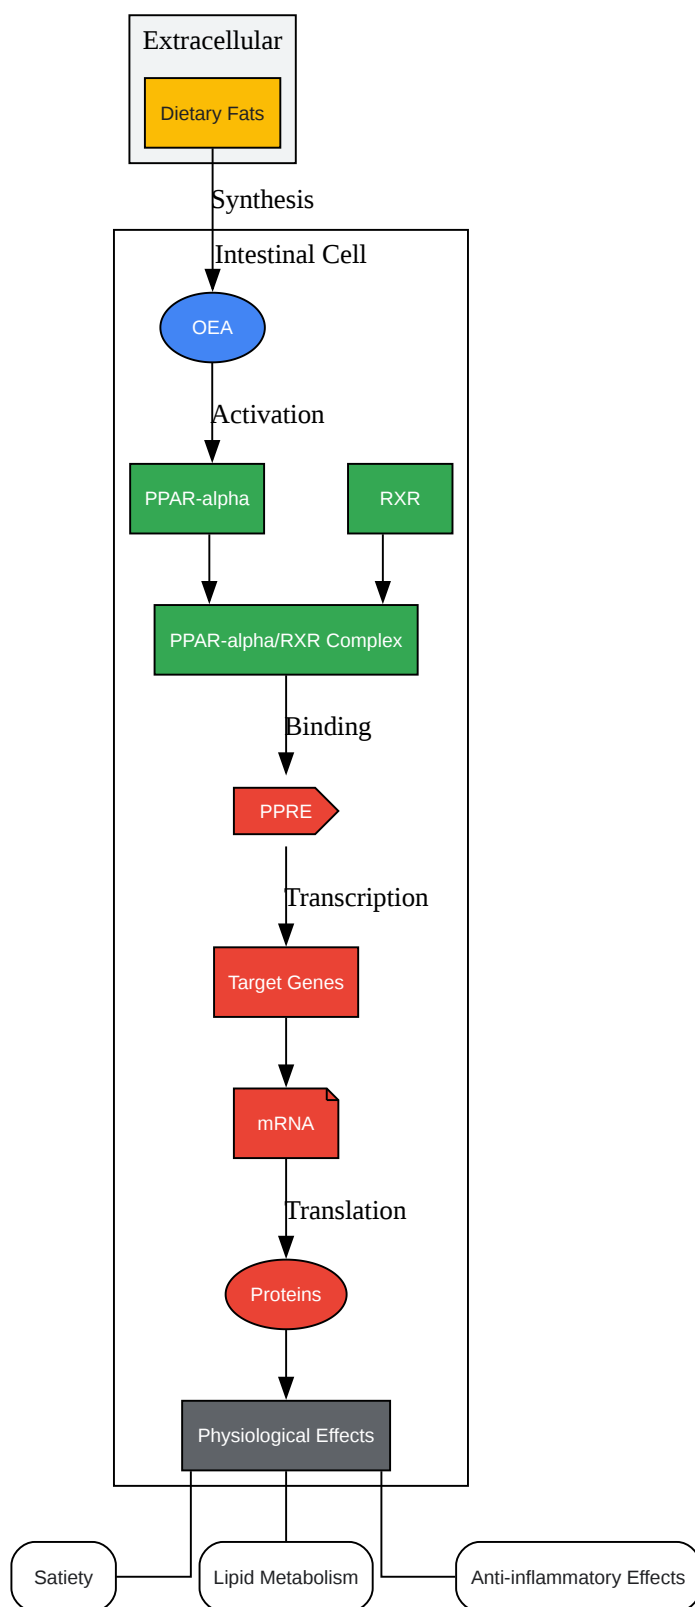 Extracellular
Dietary Fats
Synthesis
Intestinal Cell
OEA
Activation
PPAR-alpha
RXR
PPAR-alpha/RXR Complex
Binding
PPRE
Transcription
Target Genes
mRNA
Translation
Proteins
Physiological Effects
Satiety
Lipid Metabolism
Anti-inflammatory Effects